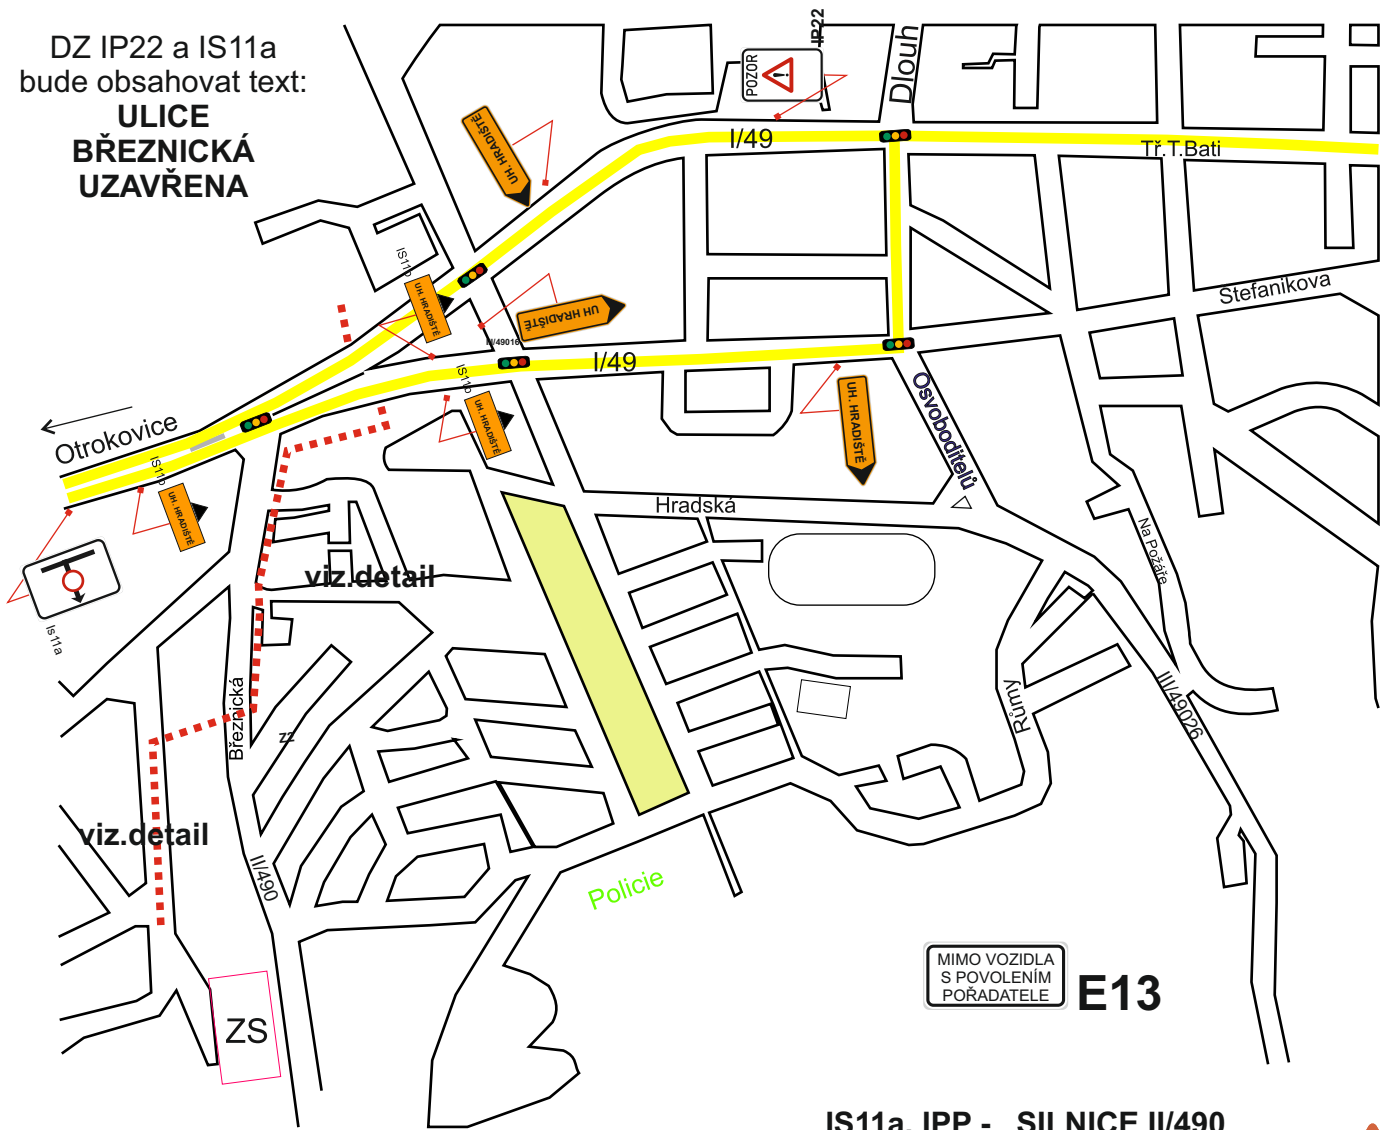 DZ IP22 a IS11a
bude obsahovat text:
ULICE
BŘEZNICKÁ
UZAVŘENA
IP22
POZOR
Dlouh
I/49
Tř.T.Bati
UH. HRADIŠTĚ
IS11b
UH. HRADIŠTĚ
UH HRADIŠTĚ
Stefanikova
III/49016
I/49
IS11b
UH. HRADIŠTĚ
UH. HRADIŠTĚ
Osvoboditelů
Otrokovice
IS11b
UH. HRADIŠTĚ
Hradská
Na Požáře
viz.detail
Is11a
Březnická
Z2
Růmy
III/49026
viz.detail
II/490
Policie
MIMO VOZIDLA
S POVOLENÍM
POŘADATELE
E13
ZS
IS11a, IPP - SILNICE II/490